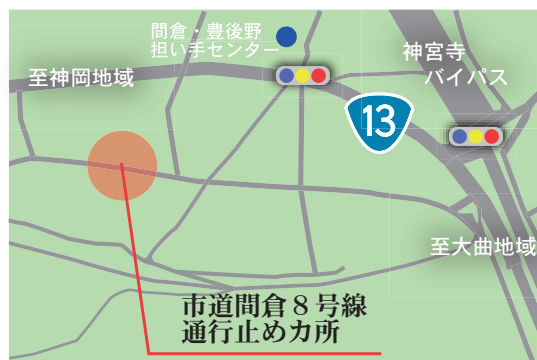 間倉・豊後野
担い手センター
神宮寺
バイパス
至神岡地域
13
至大曲地域
市道間倉８号線
通行止めカ所